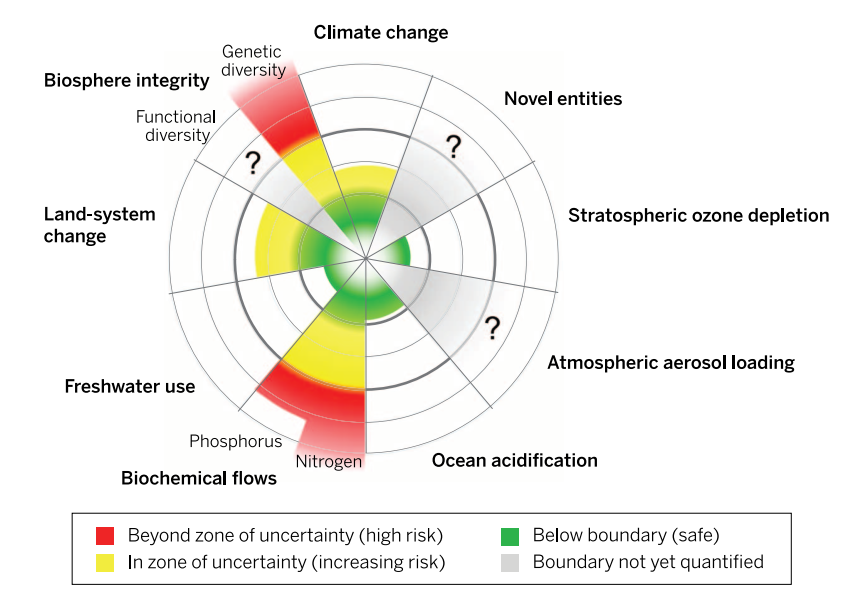 Climate change
Genetic
diversity
Biosphere integrity
Novel entities
Functional
diversity
?
?
Land-system
change
Stratospheric ozone depletion
?
Atmospheric aerosol loading
Freshwater use
Phosphorus
Nitrogen
Ocean acidification
Biochemical flows
Beyond zone of uncertainty (high risk)
Below boundary (safe)
In zone of uncertainty (increasing risk)
Boundary not yet quantified